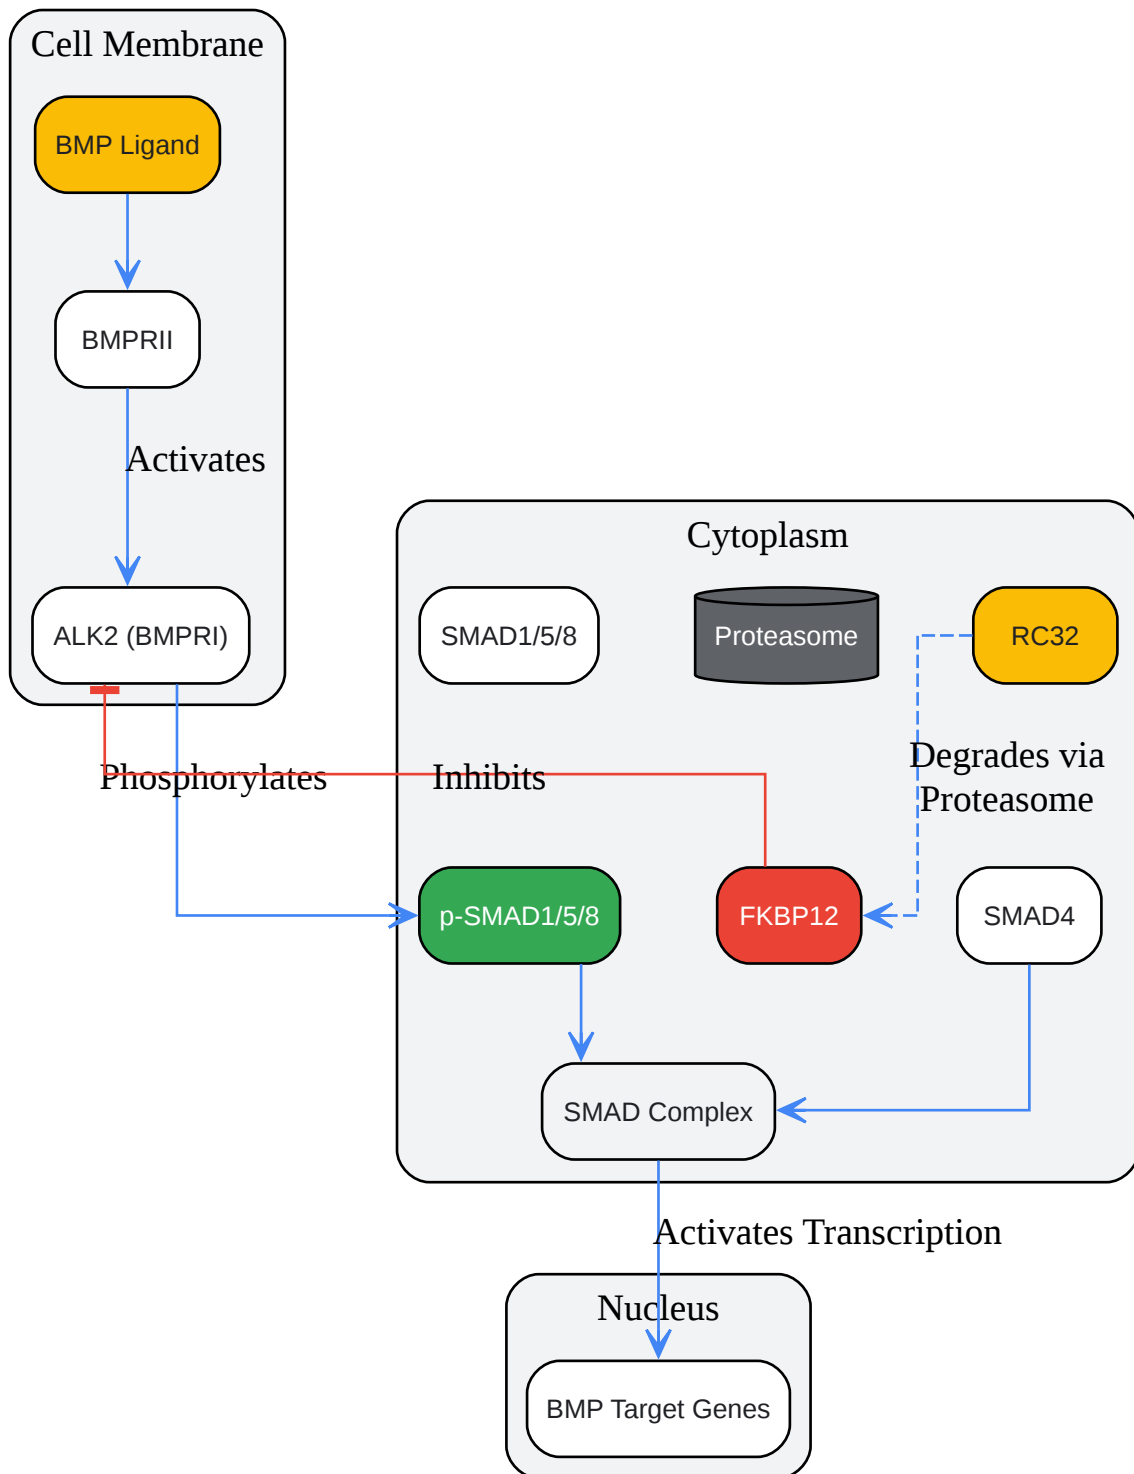 Cell Membrane
BMP Ligand
BMPRII
Activates
Cytoplasm
ALK2 (BMPRI)
SMAD1/5/8
Proteasome
RC32
Phosphorylates
Inhibits
Degrades via
Proteasome
p-SMAD1/5/8
FKBP12
SMAD4
SMAD Complex
Activates Transcription
Nucleus
BMP Target Genes